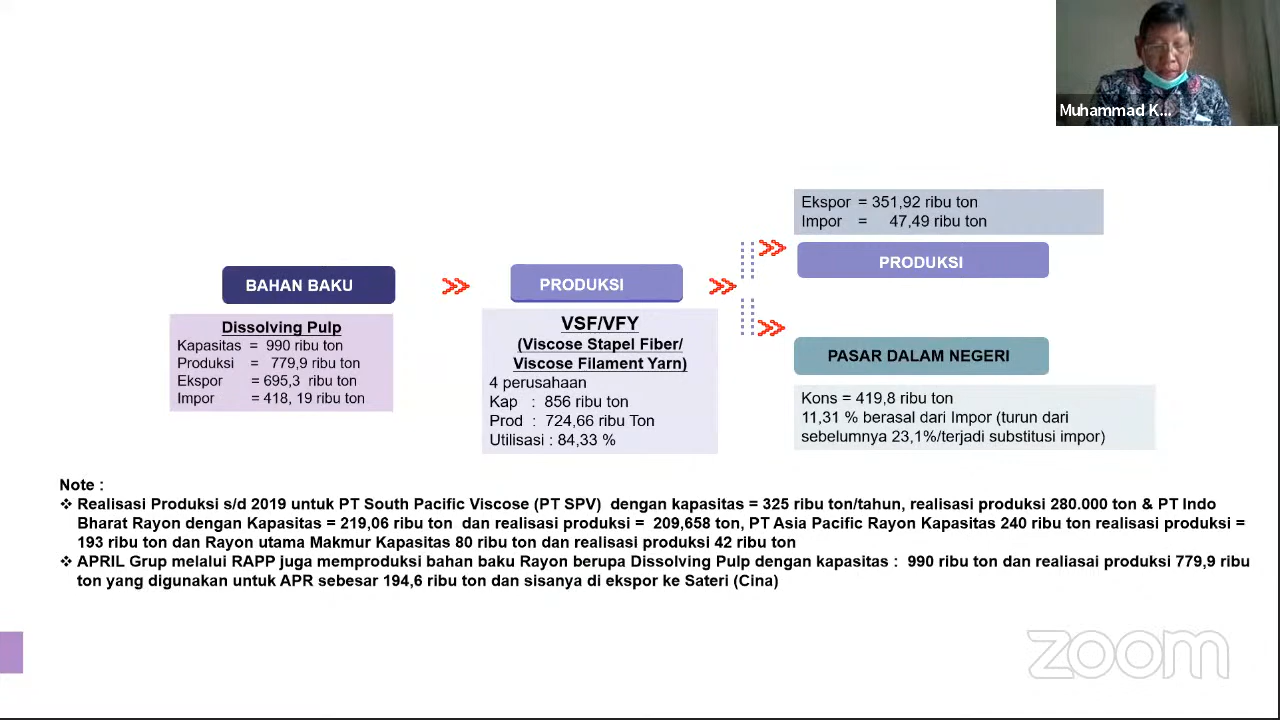 Muhammad K...
Ekspor = 351,92 ribu ton
Impor = 47,49 ribu ton
PRODUKSI
BAHAN BAKU
PRODUKSI
Dissolving Pulp
Kapasitas = 990 ribu ton
Produksi = 779,9 ribu ton
Ekspor = 695,3 ribu ton
Impor = 418, 19 ribu ton
VSF/VFY
(Viscose Stapel Fiber/
Viscose Filament Yarn)
4 perusahaan
Kap : 856 ribu ton
Prod : 724,66 ribu Ton
Utilisasi : 84,33 %
PASAR DALAM NEGERI
Kons = 419,8 ribu ton
11,31 % berasal dari Impor (turun dari
sebelumnya 23,1%/terjadi substitusi impor)
Note :
❖ Realisasi Produksi s/d 2019 untuk PT South Pacific Viscose (PT SPV) dengan kapasitas = 325 ribu ton/tahun, realisasi produksi 280.000 ton & PT Indo
Bharat Rayon dengan Kapasitas = 219,06 ribu ton dan realisasi produksi = 209,658 ton, PT Asia Pacific Rayon Kapasitas 240 ribu ton realisasi produksi =
193 ribu ton dan Rayon utama Makmur Kapasitas 80 ribu ton dan realisasi produksi 42 ribu ton
❖ APRIL Grup melalui RAPP juga memproduksi bahan baku Rayon berupa Dissolving Pulp dengan kapasitas : 990 ribu ton dan realiasai produksi 779,9 ribu
ton yang digunakan untuk APR sebesar 194,6 ribu ton dan sisanya di ekspor ke Sateri (Cina)
zoom